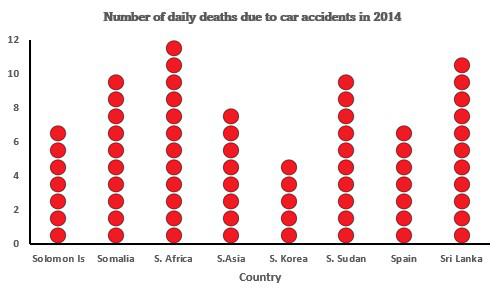 Number of daily deaths due to car accidents in 2014
12
10
8
6
4
2
0
Solomon Is Somalia S. Africa S.Asia S. Korea S. Sudan Spain Sri Lanka
Country